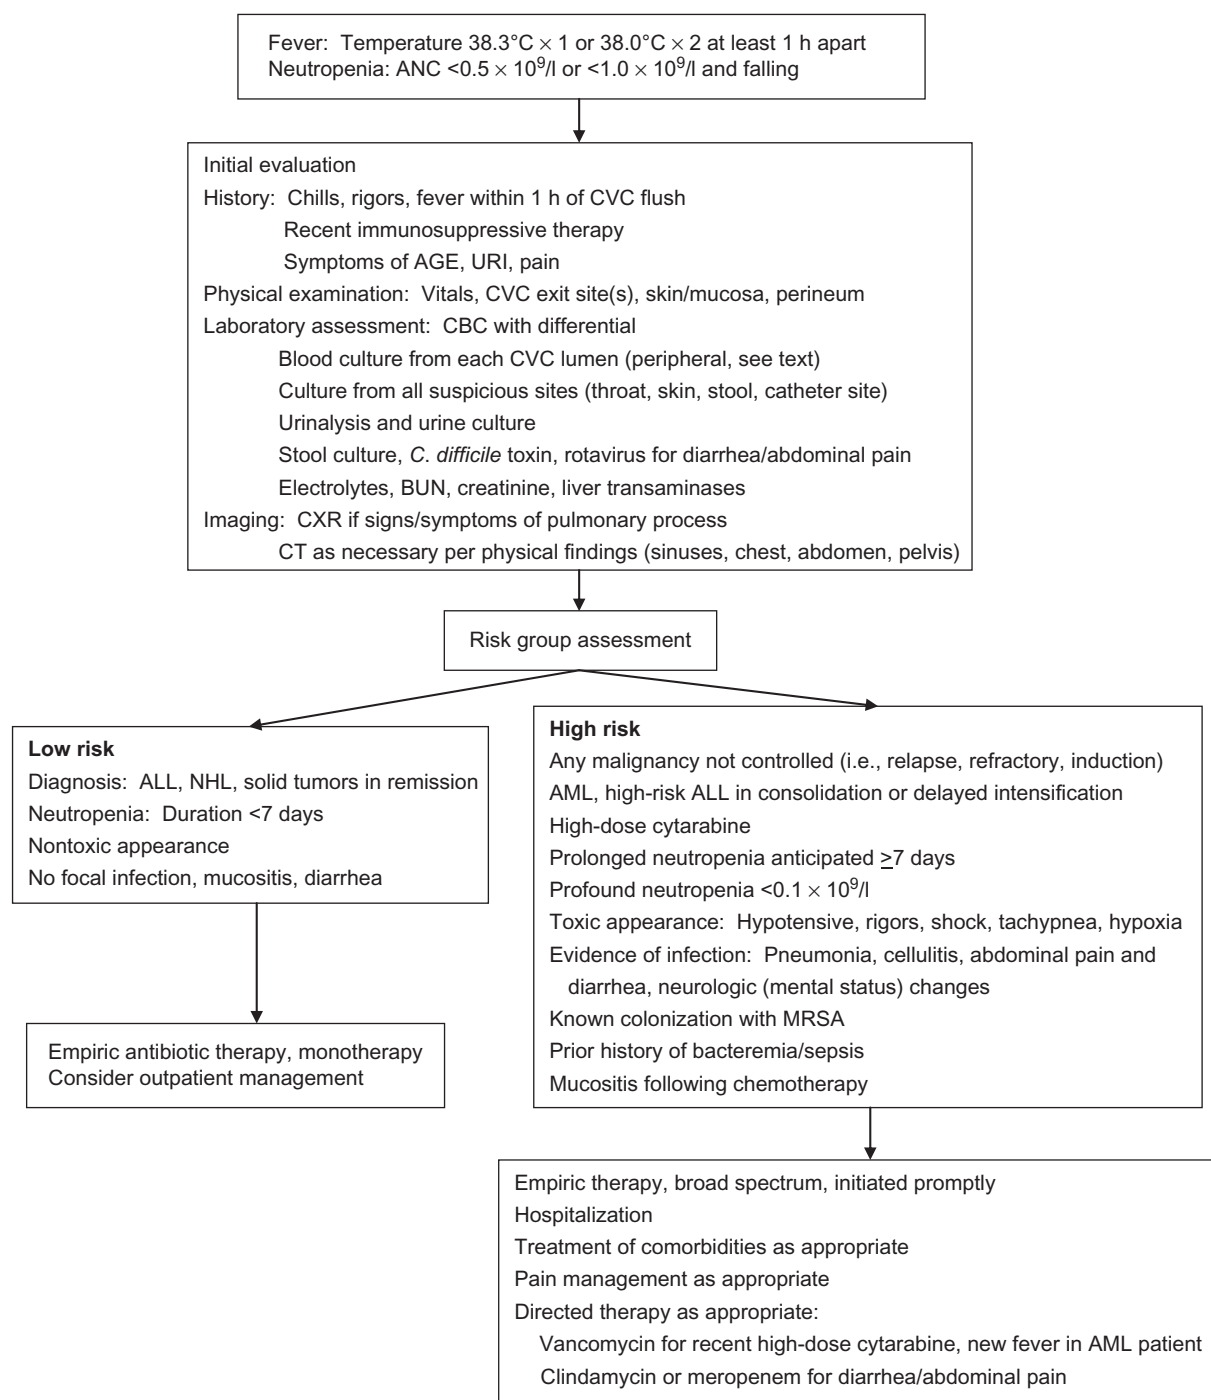 Fever: Temperature 38.3°C × 1 or 38.0°C × 2 at least 1 h apart
Neutropenia: ANC <0.5 × 10⁹/l or <1.0 × 10⁹/l and falling
Initial evaluation
History: Chills, rigors, fever within 1 h of CVC flush
Recent immunosuppressive therapy
Symptoms of AGE, URI, pain
Physical examination: Vitals, CVC exit site(s), skin/mucosa, perineum
Laboratory assessment: CBC with differential
Blood culture from each CVC lumen (peripheral, see text)
Culture from all suspicious sites (throat, skin, stool, catheter site)
Urinalysis and urine culture
Stool culture, C. difficile toxin, rotavirus for diarrhea/abdominal pain
Electrolytes, BUN, creatinine, liver transaminases
Imaging: CXR if signs/symptoms of pulmonary process
CT as necessary per physical findings (sinuses, chest, abdomen, pelvis)
Risk group assessment
Low risk
Diagnosis: ALL, NHL, solid tumors in remission
Neutropenia: Duration <7 days
Nontoxic appearance
No focal infection, mucositis, diarrhea
Empiric antibiotic therapy, monotherapy
Consider outpatient management
High risk
Any malignancy not controlled (i.e., relapse, refractory, induction)
AML, high-risk ALL in consolidation or delayed intensification
High-dose cytarabine
Prolonged neutropenia anticipated ≥7 days
Profound neutropenia <0.1 × 10⁹/l
Toxic appearance: Hypotensive, rigors, shock, tachypnea, hypoxia
Evidence of infection: Pneumonia, cellulitis, abdominal pain and
diarrhea, neurologic (mental status) changes
Known colonization with MRSA
Prior history of bacteremia/sepsis
Mucositis following chemotherapy
Empiric therapy, broad spectrum, initiated promptly
Hospitalization
Treatment of comorbidities as appropriate
Pain management as appropriate
Directed therapy as appropriate:
Vancomycin for recent high-dose cytarabine, new fever in AML patient
Clindamycin or meropenem for diarrhea/abdominal pain